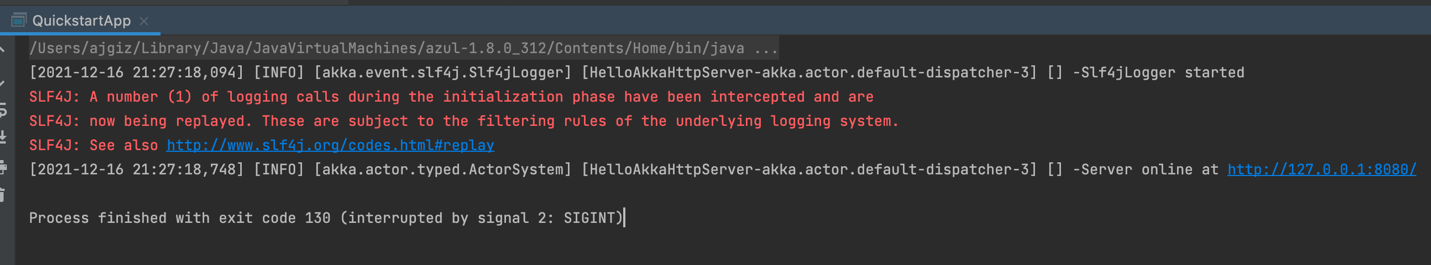 QuickstartApp
/Users/ajgiz/Library/Java/JavaVirtualMachines/azul-1.8.0_312/Contents/Home/bin/java ...
[2021-12-16 21:27:18,094] [INFO] [akka.event.slf4j.Slf4jLogger] [HelloAkkaHttpServer-akka.actor.default-dispatcher-3] [] -Slf4jLogger started
SLF4J: A number (1) of logging calls during the initialization phase have been intercepted and are
SLF4J: now being replayed. These are subject to the filtering rules of the underlying logging system.
SLF4J: See also http://www.slf4j.org/codes.html#replay
[2021-12-16 21:27:18,748] [INFO] [akka.actor.typed.ActorSystem] [HelloAkkaHttpServer-akka.actor.default-dispatcher-3] [] -Server online at http://127.0.0.1:8080/
Process finished with exit code 130 (interrupted by signal 2: SIGINT)